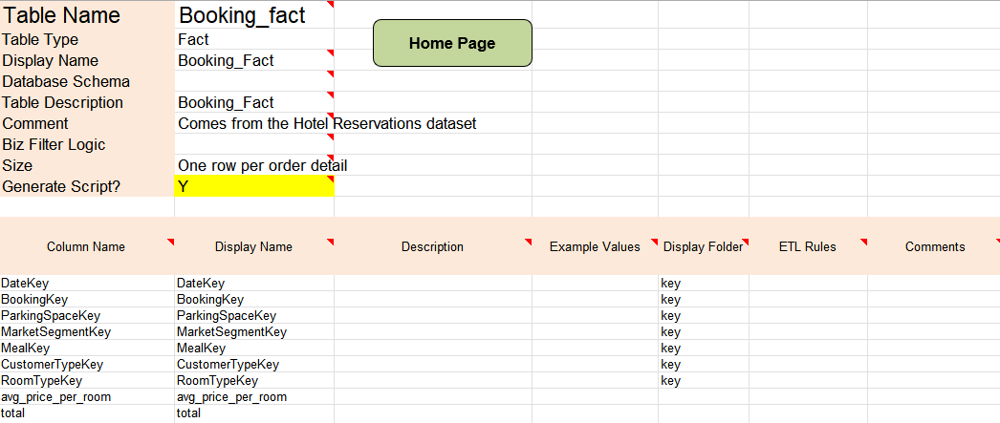 Table Name Booking_fact
Table Type Fact
Home Page
Display Name Booking_Fact
Database Schema
Table Description Booking_Fact
Comment Comes from the Hotel Reservations dataset
Biz Filter Logic
Size One row per order detail
Generate Script? Y
Column Name Display Name Description Example Values Display Folder ETL Rules Comments
DateKey DateKey key
BookingKey BookingKey key
ParkingSpaceKey ParkingSpaceKey key
MarketSegmentKey MarketSegmentKey key
MealKey MealKey key
CustomerTypeKey CustomerTypeKey key
RoomTypeKey RoomTypeKey key
avg_price_per_room avg_price_per_room
total total